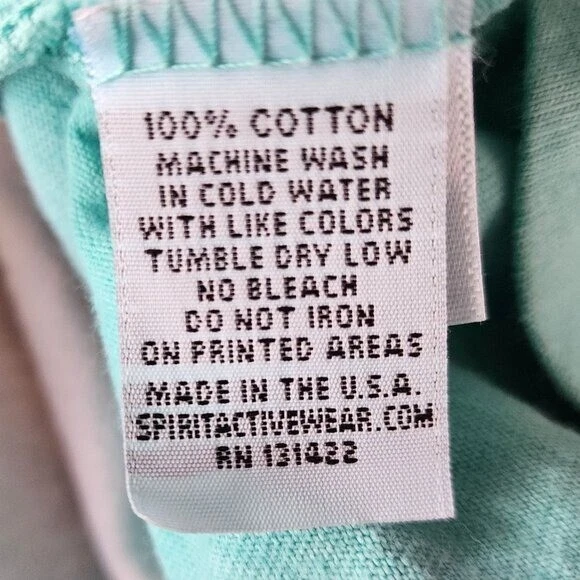 100% COTTON
MACHINE WASH
IN COLD WATER
WITH LIKE COLORS
TUMBLE DRY LOW
NO BLEACH
DO NOT IRON
ON PRINTED AREAS
MADE IN THE U.S.A.
SPIRITACTIVEWEAR.COM
RN 131422